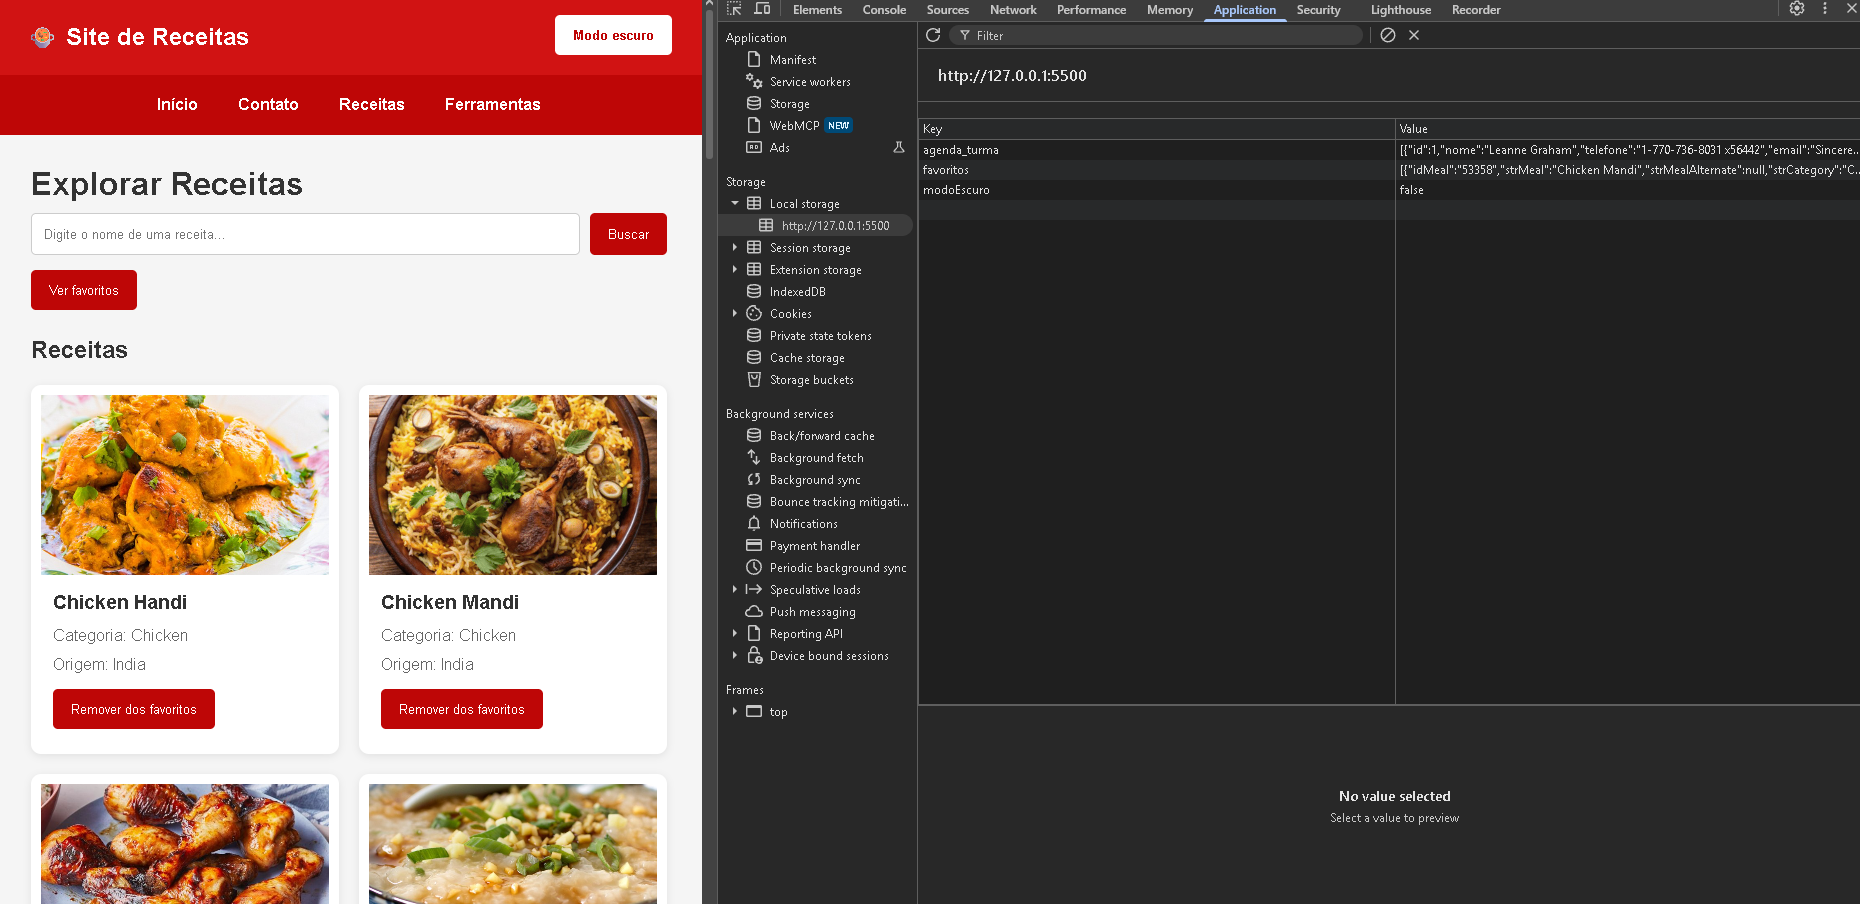 Site de Receitas
Modo escuro
Início Contato Receitas Ferramentas
Explorar Receitas
Digite o nome de uma receita...
Buscar
Ver favoritos
Receitas
Chicken Handi
Categoria: Chicken
Origem: India
Remover dos favoritos
Chicken Mandi
Categoria: Chicken
Origem: India
Remover dos favoritos
Elements Console Sources Network Performance Memory Application Security Lighthouse Recorder
Application
Manifest
Service workers
Storage
WebMCP NEW
Ads
Storage
Local storage
http://127.0.0.1:5500
Session storage
Extension storage
IndexedDB
Cookies
Private state tokens
Cache storage
Storage buckets
Background services
Back/forward cache
Background fetch
Background sync
Bounce tracking mitigati...
Notifications
Payment handler
Periodic background sync
Speculative loads
Push messaging
Reporting API
Device bound sessions
Frames
top
Filter
http://127.0.0.1:5500
Key Value
agenda_turma [{"id":1,"nome":"Leanne Graham","telefone":"1-770-736-8031 x56442","email":"Sincere...
favoritos [{"idMeal":"53358","strMeal":"Chicken Mandi","strMealAlternate":null,"strCategory":"C...
modoEscuro false
No value selected
Select a value to preview